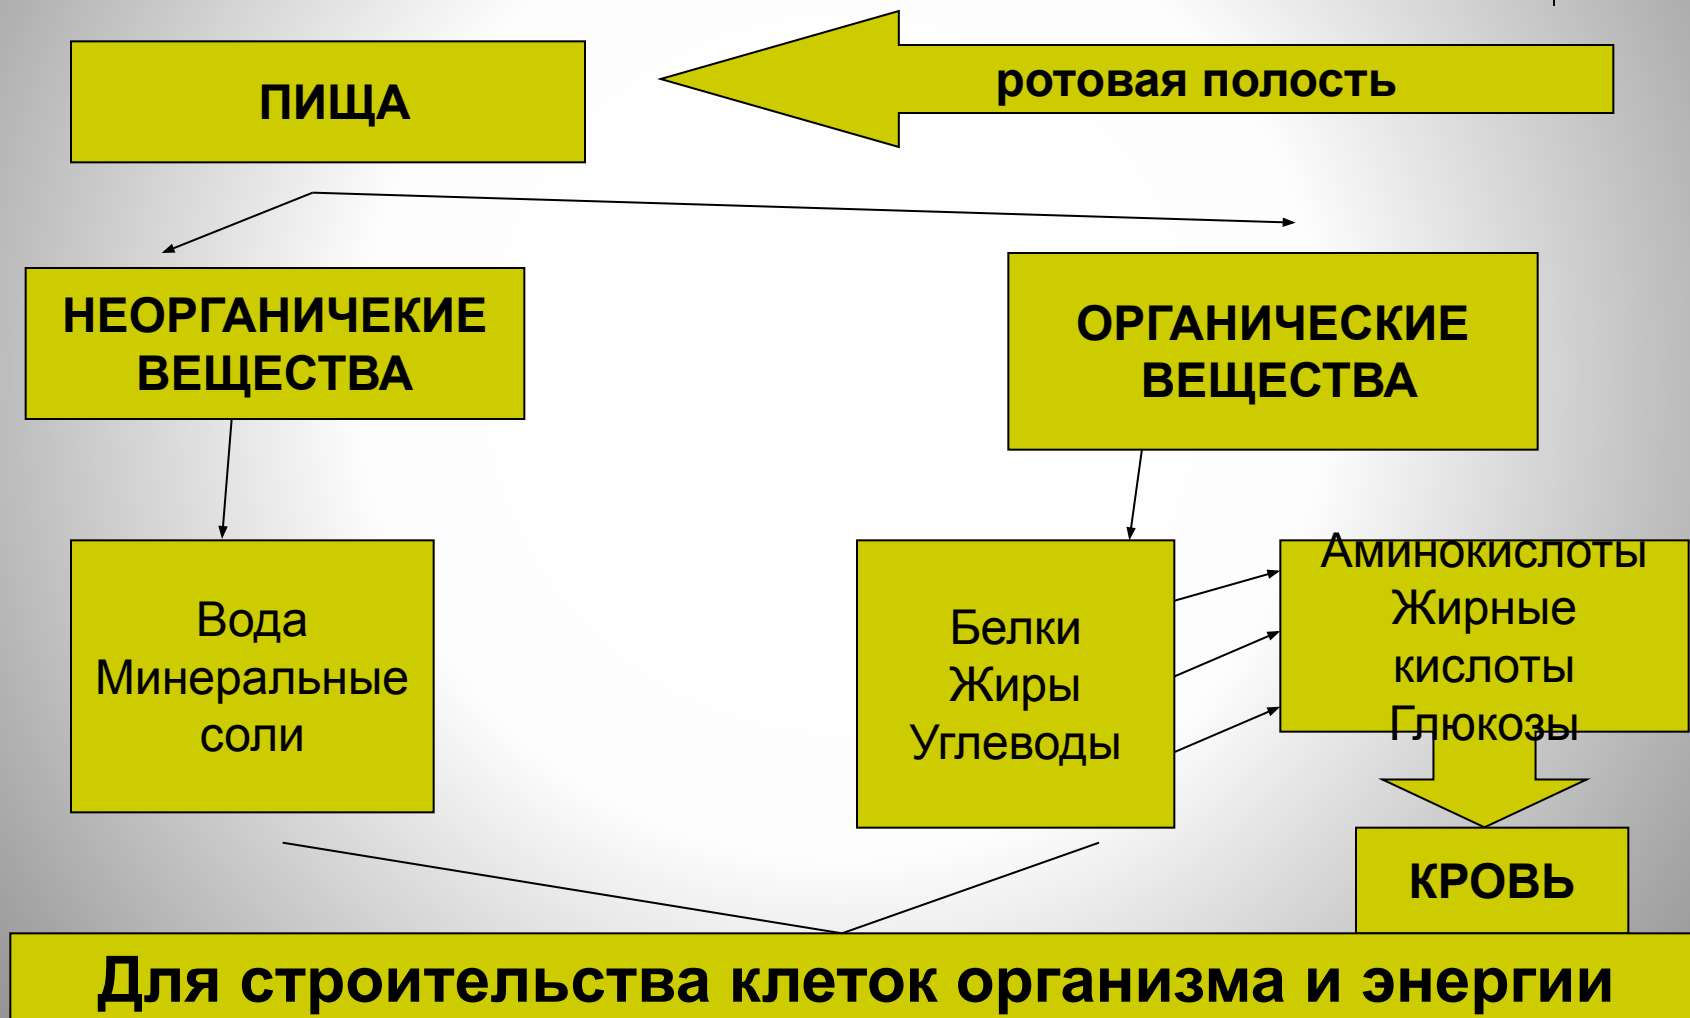 ПИЩА
ротовая полость
НЕОРГАНИЧЕКИЕ
ВЕЩЕСТВА
ОРГАНИЧЕСКИЕ
ВЕЩЕСТВА
Вода
Минеральные
соли
Белки
Жиры
Углеводы
Аминокислоты
Жирные
кислоты
Глюкозы
КРОВЬ
Для строительства клеток организма и энергии